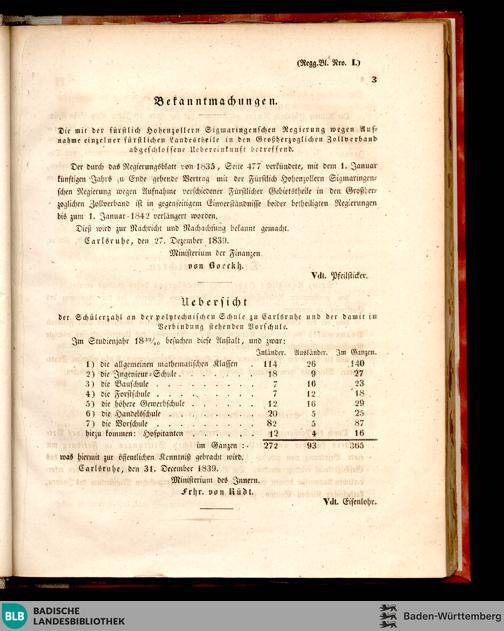 (Regg.Bl. Nro. I.)
3
Bekanntmachungen.
Die mit der fürstlich Hohenzollern Sigmaringenschen Regierung wegen Auf-
nahme einzelner fürstlichen Landestheile in den Großherzoglichen Zollverband
abgeschlossene Uebereinkunft betreffend.
Der durch das Regierungsblatt von 1835, Seite 477 verkündete, mit dem 1. Januar
künftigen Jahrs zu Ende gehende Vertrag mit der Fürstlich Hohenzollern Sigmaringen-
schen Regierung wegen Aufnahme verschiedener Fürstlicher Gebietstheile in den Großher-
zoglichen Zollverband ist in gegenseitigem Einverständnisse beider betheiligten Regierungen
bis zum 1. Januar 1842 verlängert worden.
Dieß wird zur Nachricht und Nachachtung bekannt gemacht.
Carlsruhe, den 27. Dezember 1839.
Ministerium der Finanzen
von Boeckh.
Vdt. Pfeilsticker.
Uebersicht
der Schülerzahl an der polytechnischen Schule zu Carlsruhe und der damit in
Verbindung stehenden Vorschule.
Im Studienjahr 1839/40 besuchen diese Anstalt, und zwar:
Inländer. Ausländer. Im Ganzen.
1) die allgemeinen mathematischen Klassen 114 26 140
2) die Ingenieur-Schule . . . . . . . 18 9 27
3) die Bauschule . . . . . . . . . 7 16 23
4) die Forstschule . . . . . . . . 7 12 18
5) die höhere Gewerbschule . . . . . . 12 16 29
6) die Handelsschule . . . . . . . . 20 5 25
7) die Vorschule . . . . . . . . . 82 5 87
hiezu kommen: Hospitanten . . . . . 12 4 16
im Ganzen :- 272 93 365
was hiermit zur öffentlichen Kenntniß gebracht wird.
Carlsruhe, den 31. Dezember 1839.
Ministerium des Innern.
Frhr. von Rüdt.
Vdt. Eisenlohr.
BLB BADISCHE
LANDESBIBLIOTHEK
Baden-Württemberg